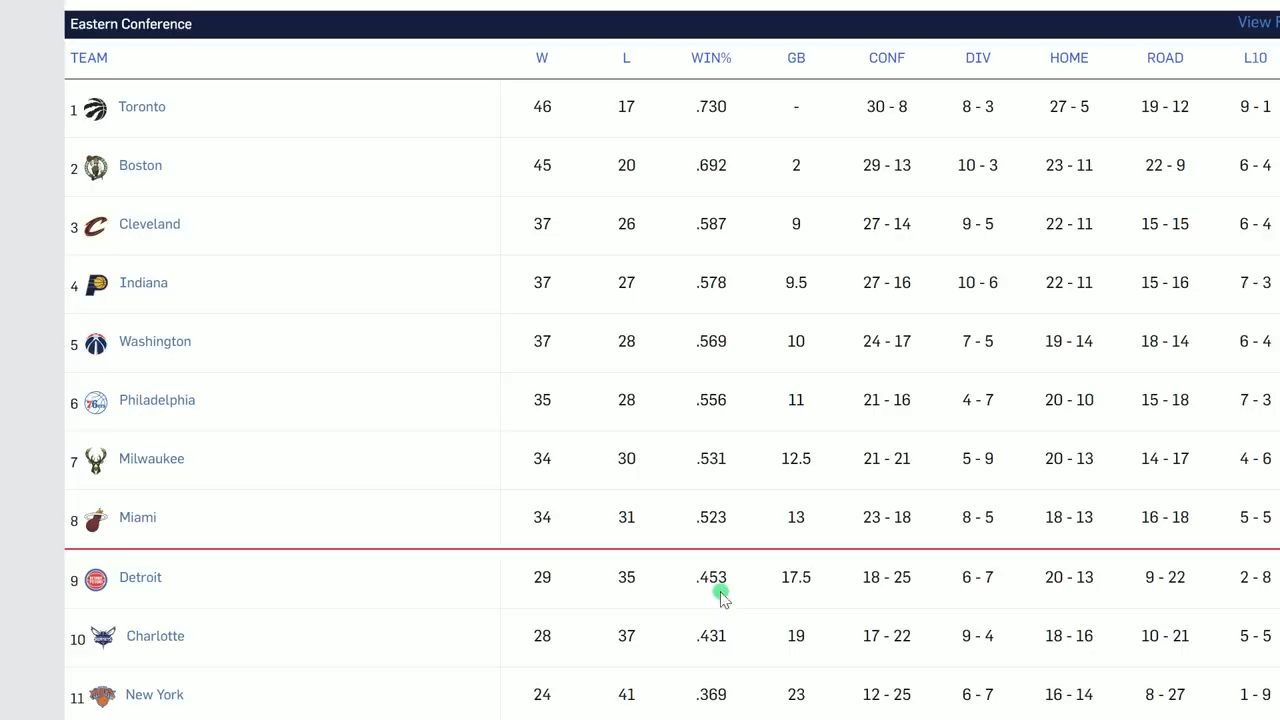 Eastern Conference View
TEAM W L WIN% GB CONF DIV HOME ROAD L10
1 Toronto 46 17 .730 - 30 - 8 8 - 3 27 - 5 19 - 12 9 - 1
2 Boston 45 20 .692 2 29 - 13 10 - 3 23 - 11 22 - 9 6 - 4
3 Cleveland 37 26 .587 9 27 - 14 9 - 5 22 - 11 15 - 15 6 - 4
4 Indiana 37 27 .578 9.5 27 - 16 10 - 6 22 - 11 15 - 16 7 - 3
5 Washington 37 28 .569 10 24 - 17 7 - 5 19 - 14 18 - 14 6 - 4
6 76ers Philadelphia 35 28 .556 11 21 - 16 4 - 7 20 - 10 15 - 18 7 - 3
7 Milwaukee 34 30 .531 12.5 21 - 21 5 - 9 20 - 13 14 - 17 4 - 6
8 Miami 34 31 .523 13 23 - 18 8 - 5 18 - 13 16 - 18 5 - 5
9 Detroit 29 35 .453 17.5 18 - 25 6 - 7 20 - 13 9 - 22 2 - 8
10 Charlotte 28 37 .431 19 17 - 22 9 - 4 18 - 16 10 - 21 5 - 5
11 New York 24 41 .369 23 12 - 25 6 - 7 16 - 14 8 - 27 1 - 9